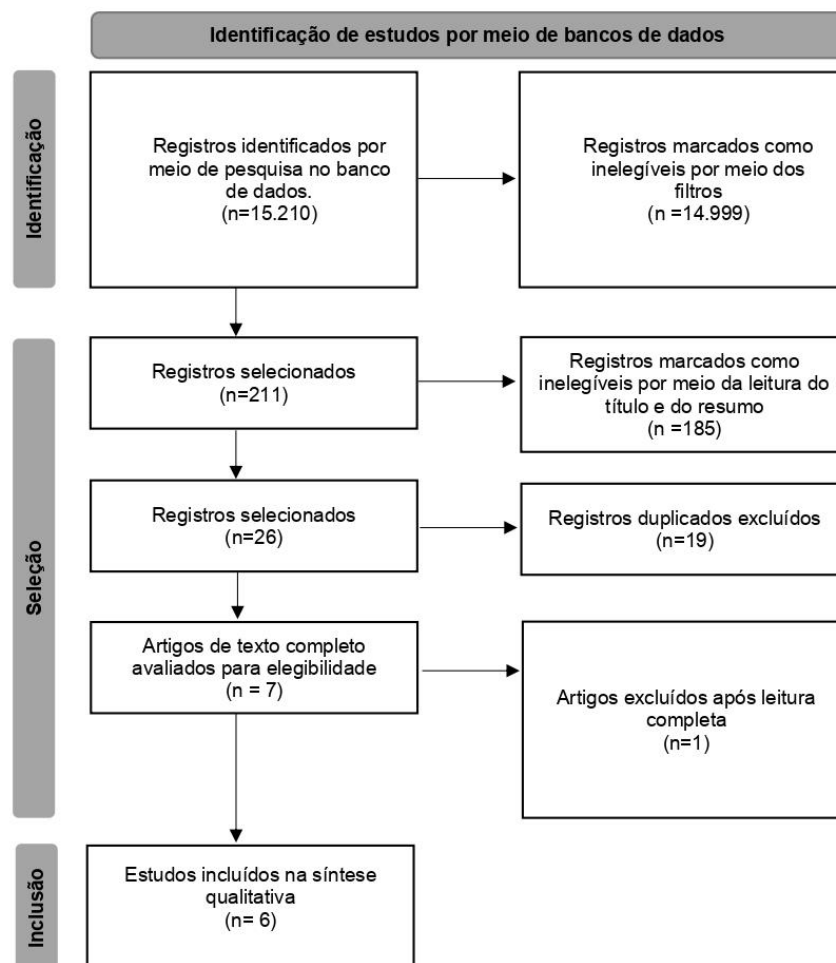 Identificação de estudos por meio de bancos de dados
Identificação
Registros identificados por
meio de pesquisa no banco
de dados.
(n=15.210)
Registros marcados como
inelegíveis por meio dos
filtros
(n =14.999)
Seleção
Registros selecionados
(n=211)
Registros marcados como
inelegíveis por meio da leitura do
título e do resumo
(n =185)
Registros selecionados
(n=26)
Registros duplicados excluídos
(n=19)
Artigos de texto completo
avaliados para elegibilidade
(n = 7)
Artigos excluídos após leitura
completa
(n=1)
Inclusão
Estudos incluídos na síntese
qualitativa
(n= 6)